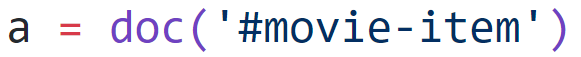 a = doc('#movie-item')